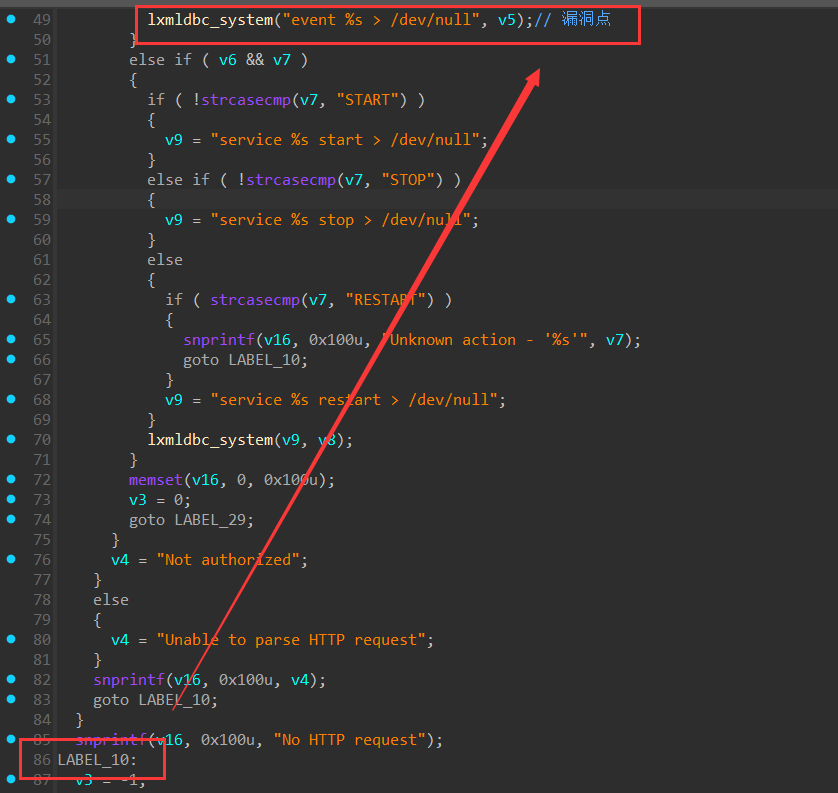 49 lxmldbc_system("event %s > /dev/null", v5);// 漏洞点
50 }
51 else if ( v6 && v7 )
52 {
53 if ( !strcasecmp(v7, "START") )
54 {
55 v9 = "service %s start > /dev/null";
56 }
57 else if ( !strcasecmp(v7, "STOP") )
58 {
59 v9 = "service %s stop > /dev/null";
60 }
61 else
62 {
63 if ( strcasecmp(v7, "RESTART") )
64 {
65 snprintf(v16, 0x100u, "Unknown action - '%s'", v7);
66 goto LABEL_10;
67 }
68 v9 = "service %s restart > /dev/null";
69 }
70 lxmldbc_system(v9, v8);
71 }
72 memset(v16, 0, 0x100u);
73 v3 = 0;
74 goto LABEL_29;
75 }
76 v4 = "Not authorized";
77 }
78 else
79 {
80 v4 = "Unable to parse HTTP request";
81 }
82 snprintf(v16, 0x100u, v4);
83 goto LABEL_10;
84 }
85 snprintf(v16, 0x100u, "No HTTP request");
86 LABEL_10:
87 v3 = -1;